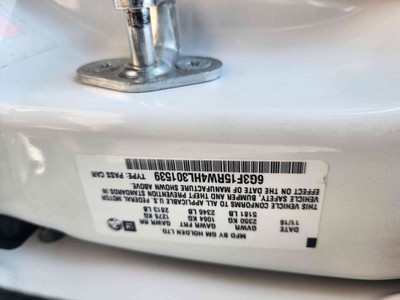 MFD BY GM HOLDEN LTD
DATE GVWR GAWR FRT GAWR RR
11/16 2350 KG 1064 KG 1276 KG
5181 LB 2346 LB 2813 LB
THIS VEHICLE CONFORMS TO ALL APPLICABLE U.S. FEDERAL MOTOR
VEHICLE SAFETY, BUMPER AND THEFT PREVENTION STANDARDS IN
EFFECT ON THE DATE OF MANUFACTURE SHOWN ABOVE
6G3F15RW4HL301539 TYPE: PASS CAR